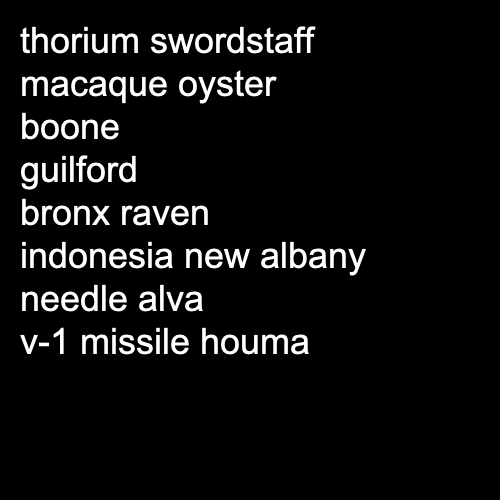 thorium swordstaff
macaque oyster
boone
guilford
bronx raven
indonesia new albany
needle alva
v-1 missile houma